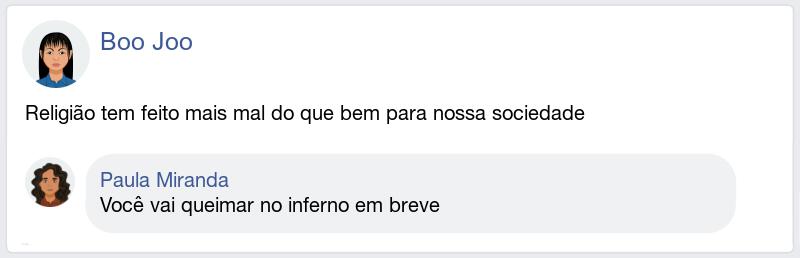 Boo Joo
Religião tem feito mais mal do que bem para nossa sociedade
Paula Miranda
Você vai queimar no inferno em breve